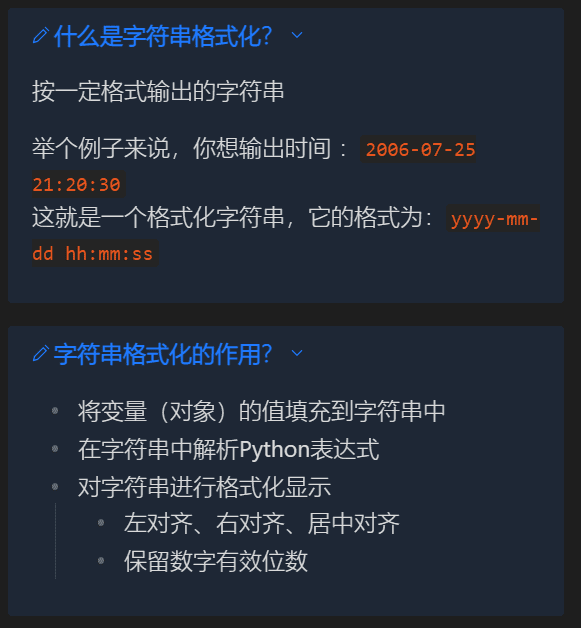 什么是字符串格式化？
按一定格式输出的字符串
举个例子来说，你想输出时间 ：2006-07-25
21:20:30
这就是一个格式化字符串，它的格式为：yyyy-mm-
dd hh:mm:ss
字符串格式化的作用？
将变量（对象）的值填充到字符串中
在字符串中解析Python表达式
对字符串进行格式化显示
左对齐、右对齐、居中对齐
保留数字有效位数